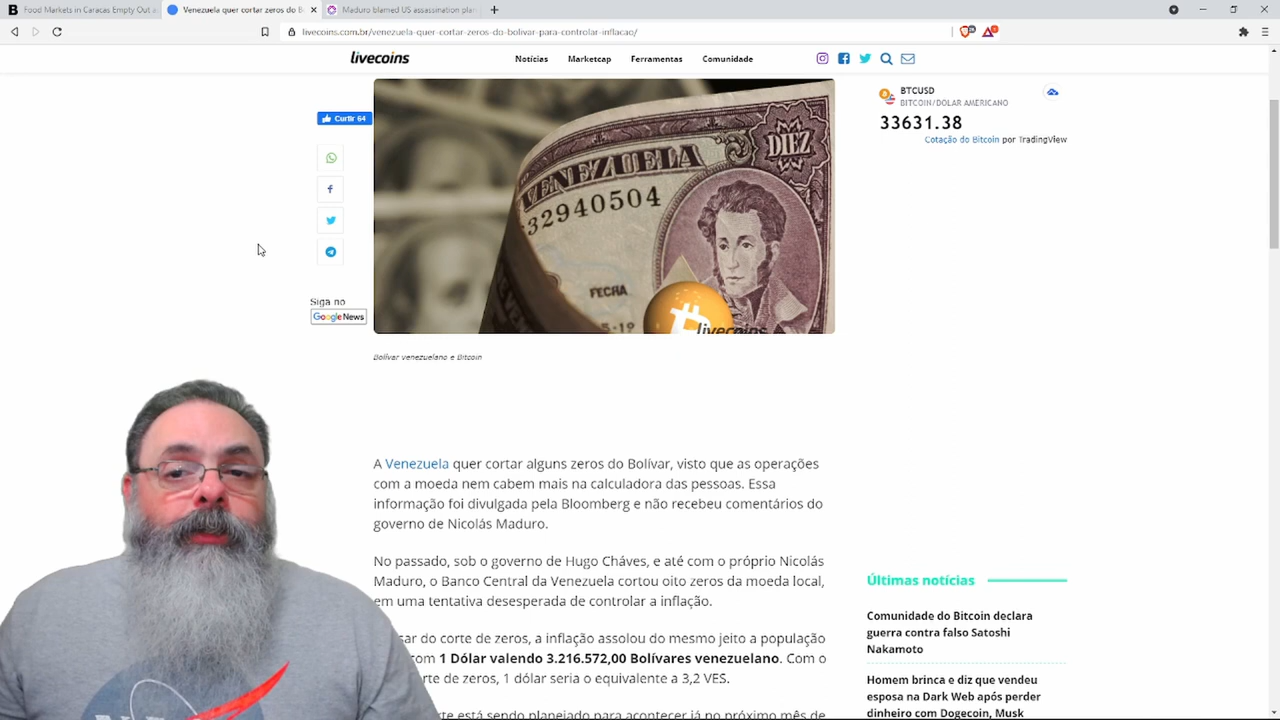 Food Markets in Caracas Empty Out a
Venezuela quer cortar zeros do Bo
Maduro blamed US assassination plan
livecoins.com.br/venezuela-quer-cortar-zeros-do-bolivar-para-controlar-inflacao/
livecoins
Notícias
Marketcap
Ferramentas
Comunidade
BTCUSD
BITCOIN/DOLAR AMERICANO
33631.38
Cotação do Bitcoin por TradingView
Curtir 64
VENEZUELA
DIEZ
32940504
FECHA
livecoins
Siga no
Google News
Bolívar venezuelano e Bitcoin
A Venezuela quer cortar alguns zeros do Bolívar, visto que as operações
com a moeda nem cabem mais na calculadora das pessoas. Essa
informação foi divulgada pela Bloomberg e não recebeu comentários do
governo de Nicolás Maduro.
No passado, sob o governo de Hugo Cháves, e até com o próprio Nicolás
Maduro, o Banco Central da Venezuela cortou oito zeros da moeda local,
em uma tentativa desesperada de controlar a inflação.
sar do corte de zeros, a inflação assolou do mesmo jeito a população
com 1 Dólar valendo 3.216.572,00 Bolívares venezuelano. Com o
orte de zeros, 1 dólar seria o equivalente a 3,2 VES.
rte está sendo planejado para acontecer já no próximo mês de
Últimas notícias
Comunidade do Bitcoin declara
guerra contra falso Satoshi
Nakamoto
Homem brinca e diz que vendeu
esposa na Dark Web após perder
dinheiro com Dogecoin, Musk